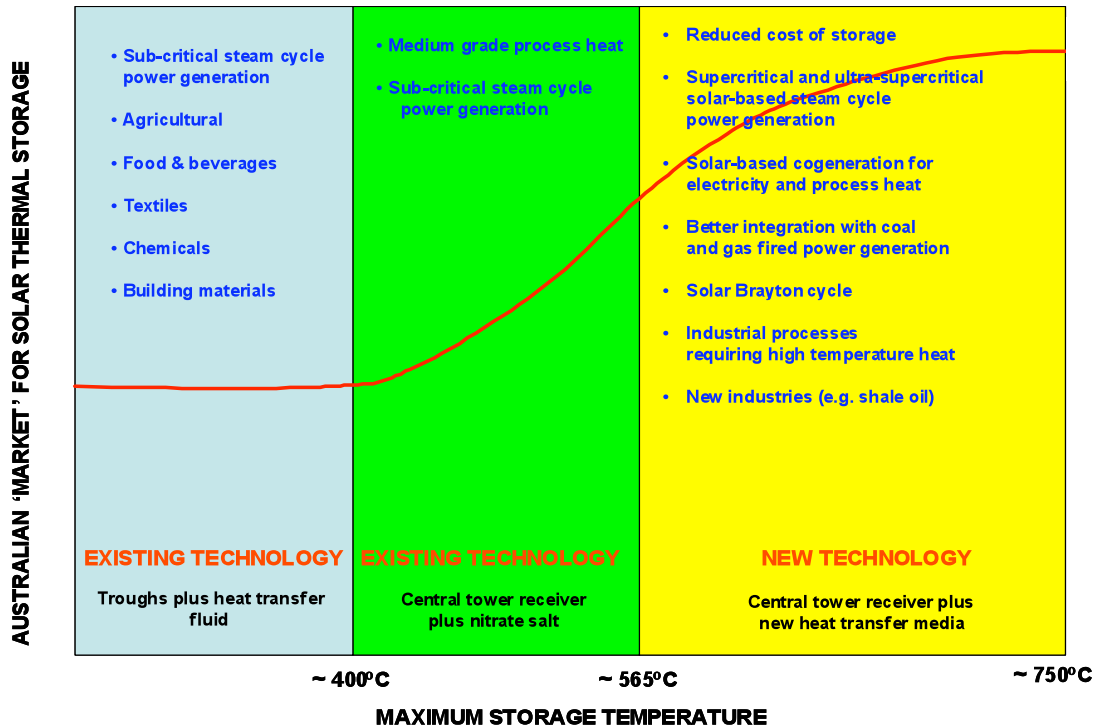 AUSTRALIAN ‘MARKET’ FOR SOLAR THERMAL STORAGE
• Sub-critical steam cycle
power generation
• Agricultural
• Food & beverages
• Textiles
• Chemicals
• Building materials
EXISTING TECHNOLOGY
Troughs plus heat transfer
fluid
• Medium grade process heat
• Sub-critical steam cycle
power generation
EXISTING TECHNOLOGY
Central tower receiver
plus nitrate salt
• Reduced cost of storage
• Supercritical and ultra-supercritical
solar-based steam cycle
power generation
• Solar-based cogeneration for
electricity and process heat
• Better integration with coal
and gas fired power generation
• Solar Brayton cycle
• Industrial processes
requiring high temperature heat
• New industries (e.g. shale oil)
NEW TECHNOLOGY
Central tower receiver plus
new heat transfer media
~ 400ºC
~ 565ºC
~ 750ºC
MAXIMUM STORAGE TEMPERATURE